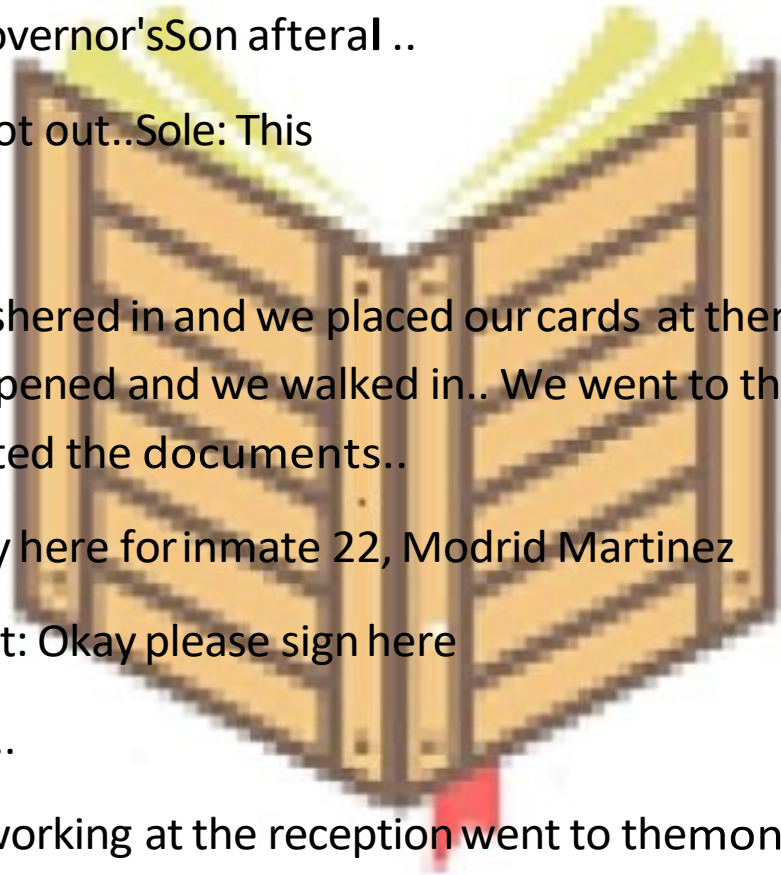 overnor'sSon afteral ..
ot out..Sole: This
shered in and we placed our cards at ther
pened and we walked in.. We went to th
ted the documents..
y here for inmate 22, Modrid Martinez
t: Okay please sign here
..
working at the reception went to themon